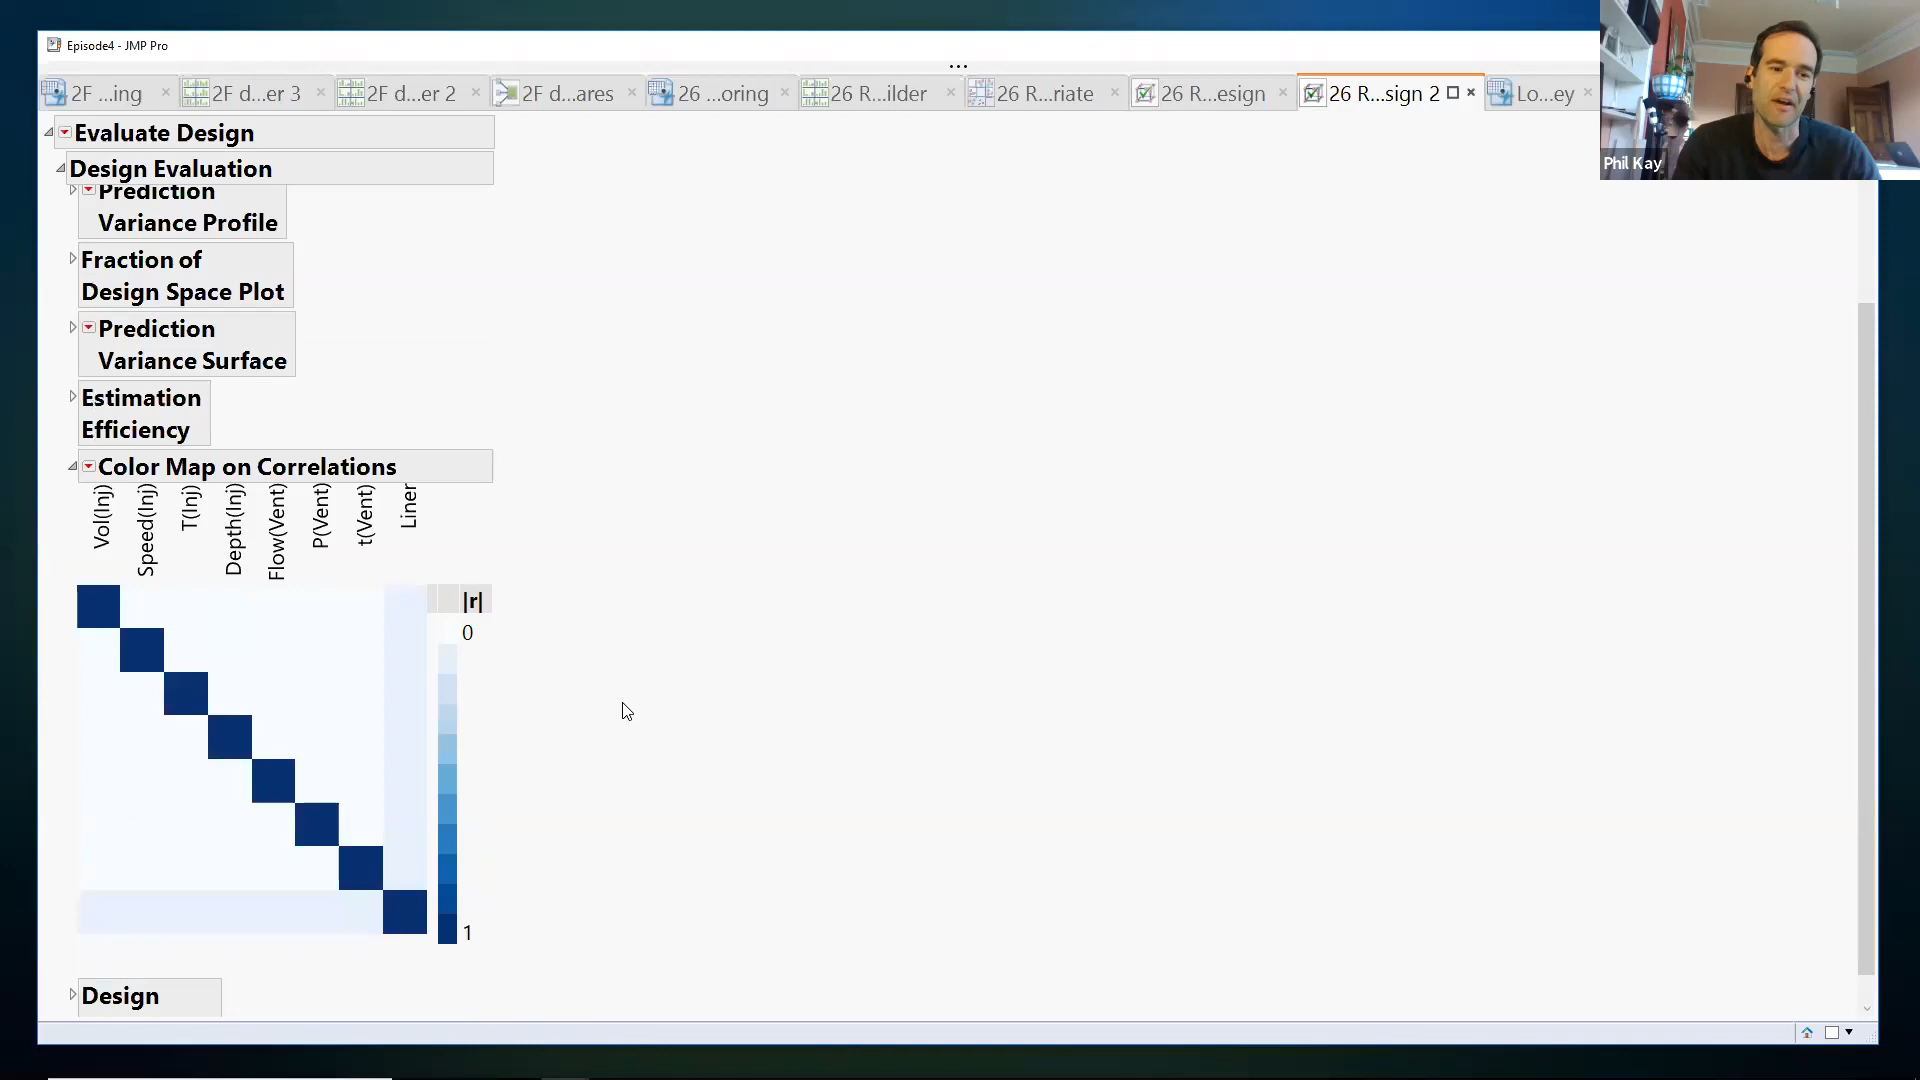 Episode4 - JMP Pro
...
2F ...ing
2F d...er 3
2F d...er 2
2F d...ares
26 ...oring
26 R...ilder
26 R...riate
26 R...esign
26 R...sign 2
Lo...ey
Phil Kay
Evaluate Design
Design Evaluation
Prediction
Variance Profile
Fraction of
Design Space Plot
Prediction
Variance Surface
Estimation
Efficiency
Color Map on Correlations
Vol(Inj)
Speed(Inj)
T(Inj)
Depth(Inj)
Flow(Vent)
P(Vent)
t(Vent)
Liner
|r|
0
1
Design